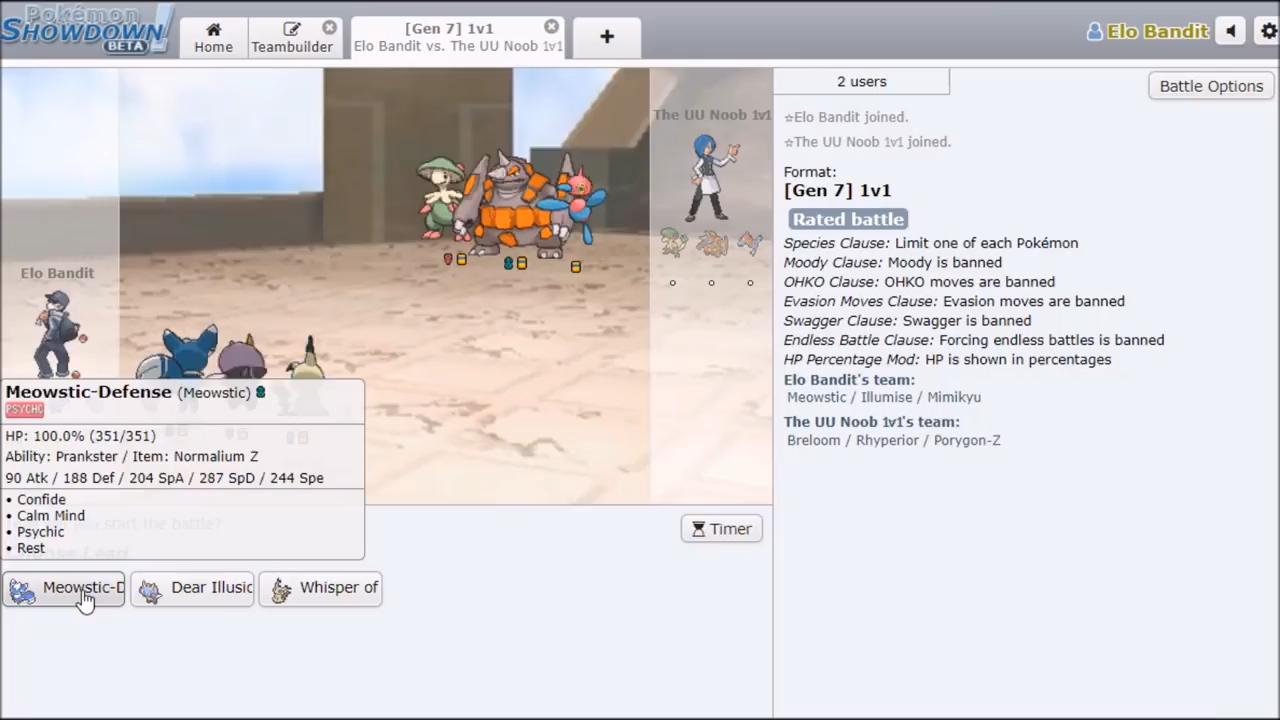 Pokémon
SHOWDOWN!
BETA
Home
Teambuilder
[Gen 7] 1v1
Elo Bandit vs. The UU Noob 1v1
+
Elo Bandit
2 users
Battle Options
☆Elo Bandit joined.
☆The UU Noob 1v1 joined.
Format:
[Gen 7] 1v1
Rated battle
Species Clause: Limit one of each Pokémon
Moody Clause: Moody is banned
OHKO Clause: OHKO moves are banned
Evasion Moves Clause: Evasion moves are banned
Swagger Clause: Swagger is banned
Endless Battle Clause: Forcing endless battles is banned
HP Percentage Mod: HP is shown in percentages
Elo Bandit's team:
Meowstic / Illumise / Mimikyu
The UU Noob 1v1's team:
Breloom / Rhyperior / Porygon-Z
The UU Noob 1v1
Elo Bandit
Meowstic-Defense (Meowstic)
PSYCHC
HP: 100.0% (351/351)
Ability: Prankster / Item: Normalium Z
90 Atk / 188 Def / 204 SpA / 287 SpD / 244 Spe
• Confide
• Calm Mind
• Psychic
• Rest
you start the battle?
Timer
Meowstic-D
Dear Illusic
Whisper of